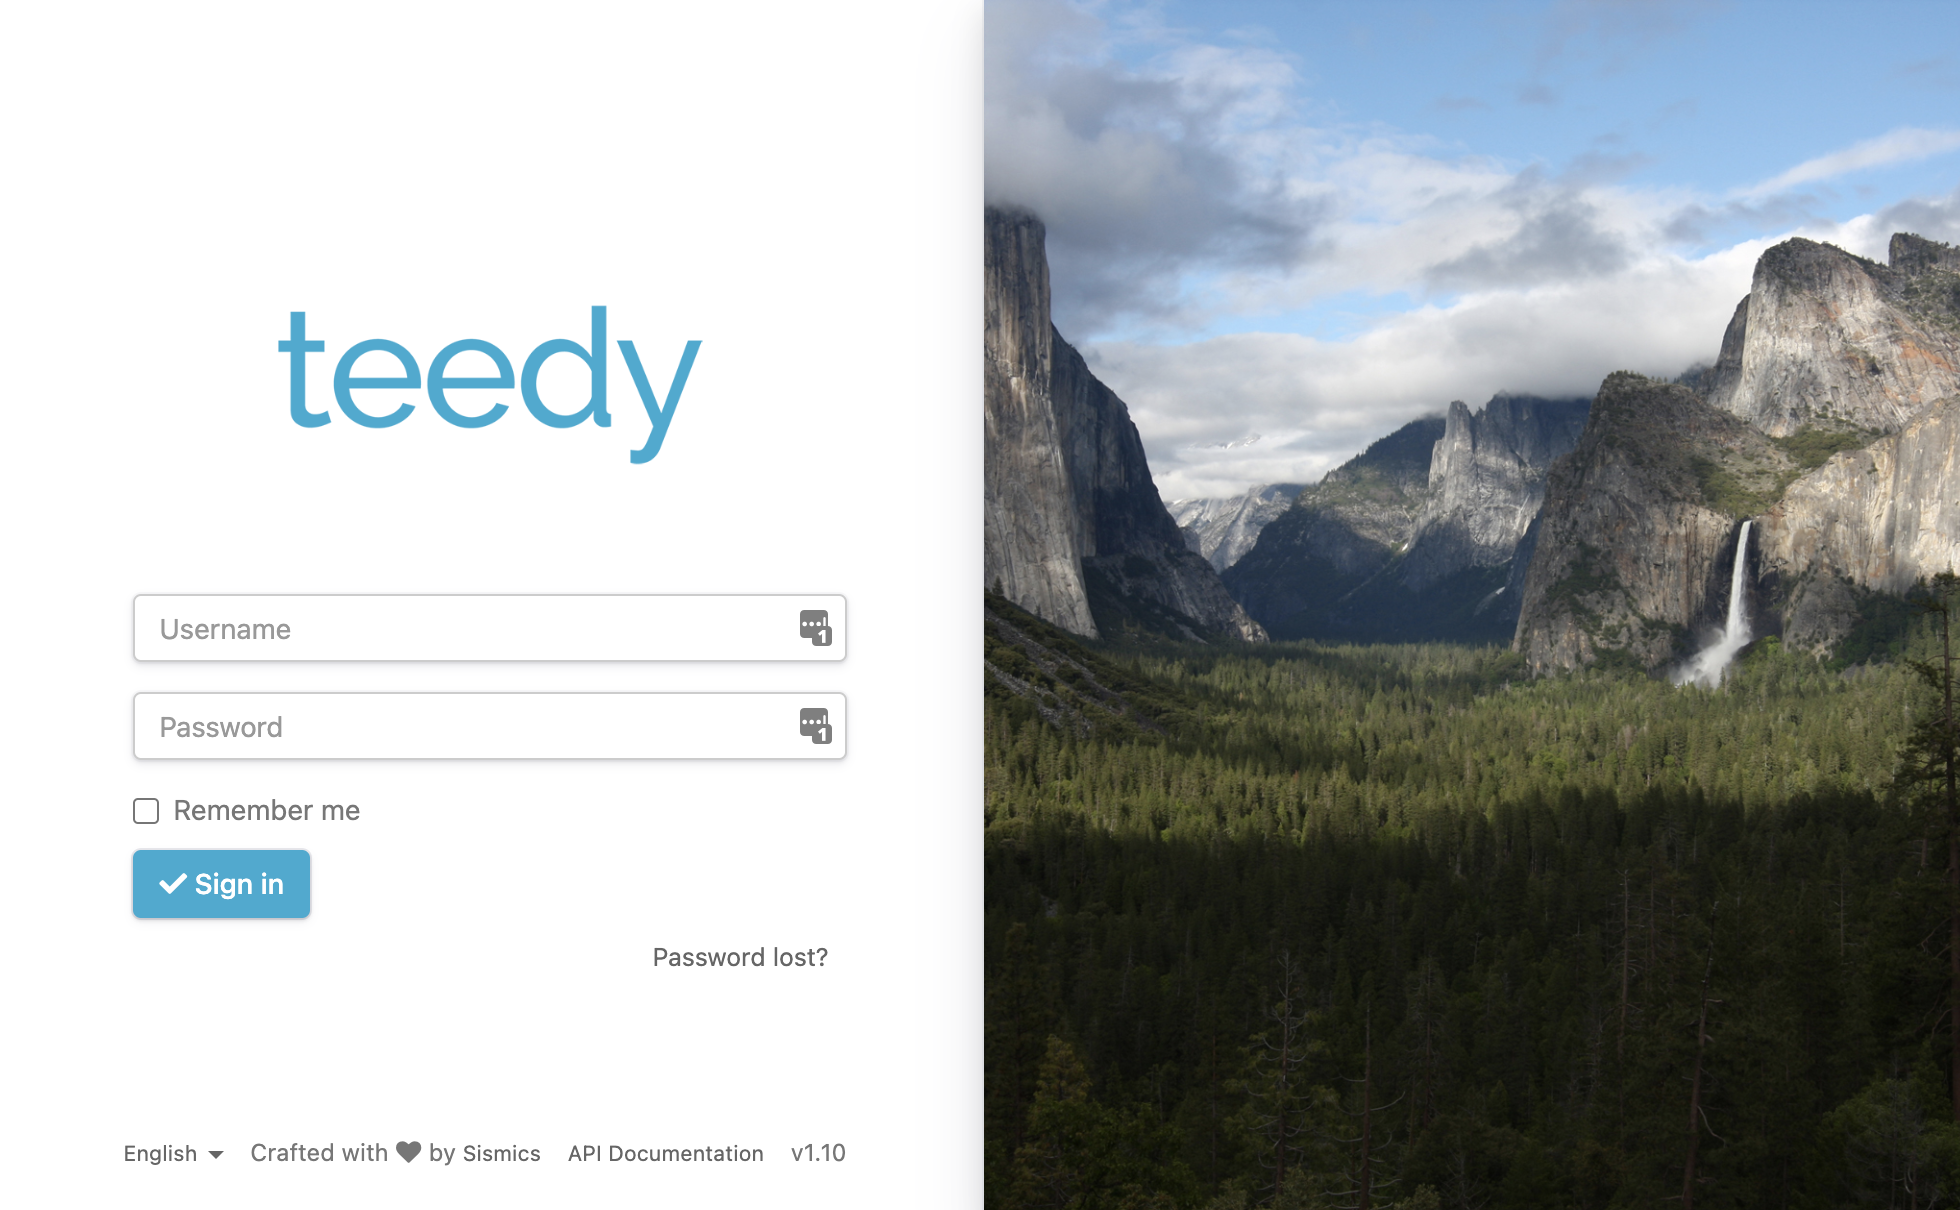 teedy
Username
Password
Remember me
Sign in
Password lost?
English Crafted with by Sismics API Documentation v1.10